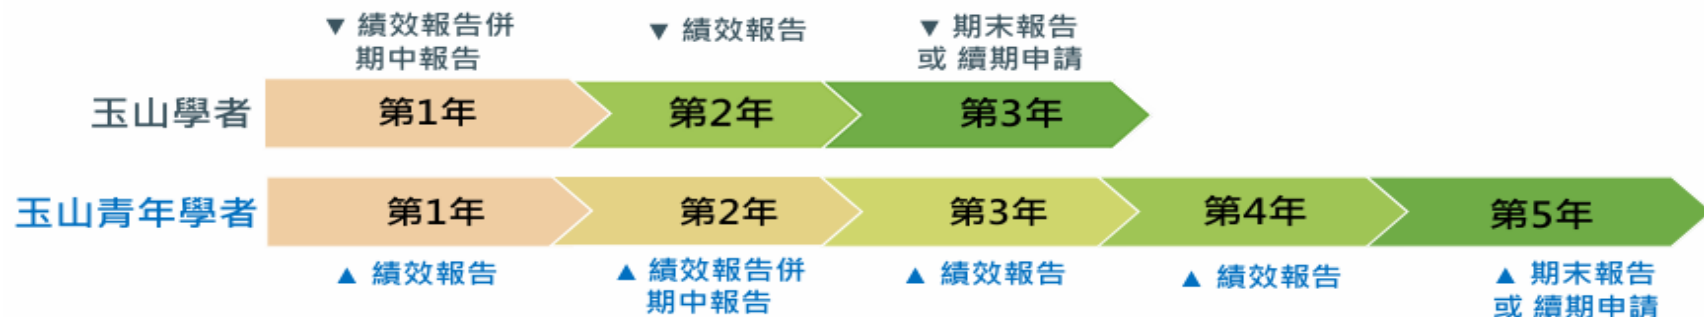 ▼ 績效報告併
期中報告
▼ 績效報告
▼ 期末報告
或 續期申請
玉山學者
第1年
第2年
第3年
玉山青年學者
第1年
第2年
第3年
第4年
第5年
▲ 績效報告
▲ 績效報告併
期中報告
▲ 績效報告
▲ 績效報告
▲ 期末報告
或 續期申請